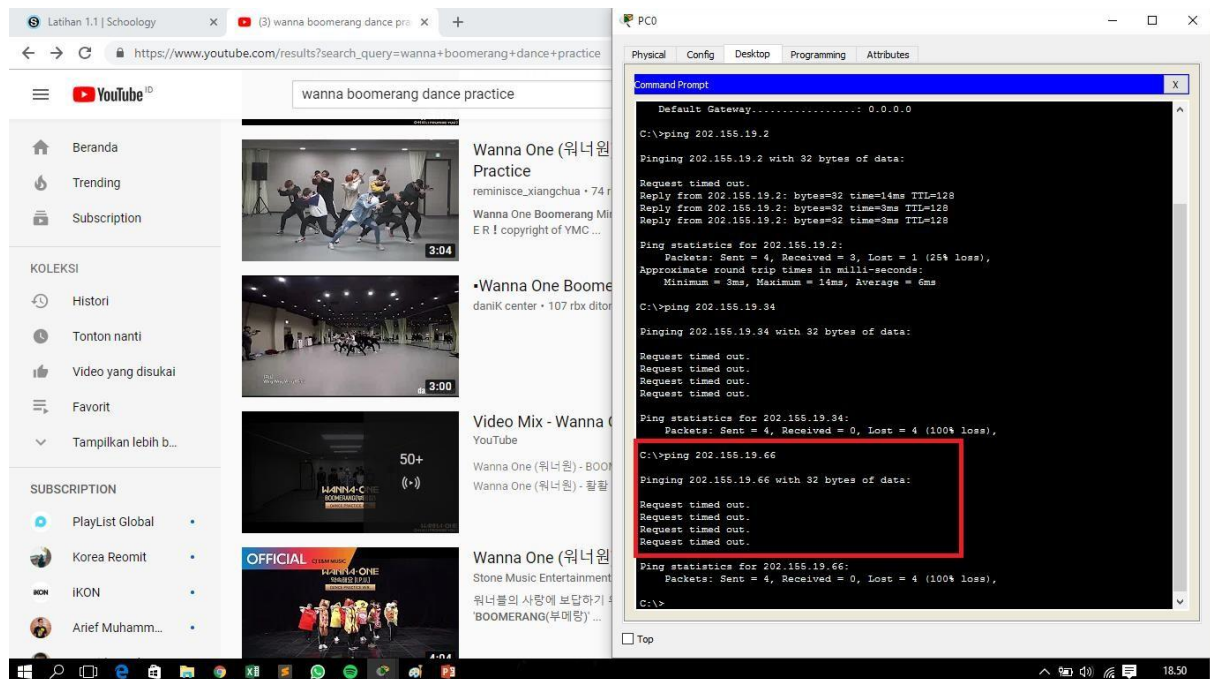 Latihan 1.1 | Schoology
(3) wanna boomerang dance pra
https://www.youtube.com/results?search_query=wanna+boomerang+dance+practice
YouTube ID
wanna boomerang dance practice
Beranda
Trending
Subscription
KOLEKSI
Histori
Tonton nanti
Video yang disukai
Favorit
Tampilkan lebih b...
SUBSCRIPTION
PlayList Global
Korea Reomit
iKON
Arief Muhamm...
Wanna One (워너원
Practice
reminisce_xiangchua • 74 r
Wanna One Boomerang Mi
E R ! copyright of YMC ...
3:04
•Wanna One Boome
daniK center • 107 rbx diton
3:00
Video Mix - Wanna
YouTube
Wanna One (워너원) - BOO
Wanna One (워너원) - 활활
50+
WANNA-ONE
BOOMERANG
DANCE PRACTICE
OFFICIAL
WANNA-ONE
Wanna One (워너원
Stone Music Entertainment
워너블의 사랑에 보답하기
'BOOMERANG(부메랑)' ...
4:04
PC0
Physical Config Desktop Programming Attributes
Command Prompt X
Default Gateway.................: 0.0.0.0
C:\>ping 202.155.19.2
Pinging 202.155.19.2 with 32 bytes of data:
Request timed out.
Reply from 202.155.19.2: bytes=32 time=14ms TTL=128
Reply from 202.155.19.2: bytes=32 time=3ms TTL=128
Reply from 202.155.19.2: bytes=32 time=3ms TTL=128
Ping statistics for 202.155.19.2:
Packets: Sent = 4, Received = 3, Lost = 1 (25% loss),
Approximate round trip times in milli-seconds:
Minimum = 3ms, Maximum = 14ms, Average = 6ms
C:\>ping 202.155.19.34
Pinging 202.155.19.34 with 32 bytes of data:
Request timed out.
Request timed out.
Request timed out.
Request timed out.
Ping statistics for 202.155.19.34:
Packets: Sent = 4, Received = 0, Lost = 4 (100% loss),
C:\>ping 202.155.19.66
Pinging 202.155.19.66 with 32 bytes of data:
Request timed out.
Request timed out.
Request timed out.
Request timed out.
Ping statistics for 202.155.19.66:
Packets: Sent = 4, Received = 0, Lost = 4 (100% loss),
C:\>
Top
18.50